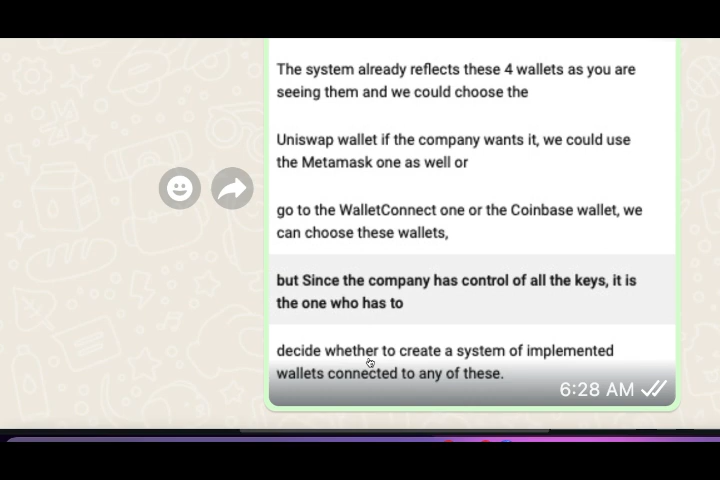 The system already reflects these 4 wallets as you are
seeing them and we could choose the
Uniswap wallet if the company wants it, we could use
the Metamask one as well or
go to the WalletConnect one or the Coinbase wallet, we
can choose these wallets,
but Since the company has control of all the keys, it is
the one who has to
decide whether to create a system of implemented
wallets connected to any of these.
6:28 AM